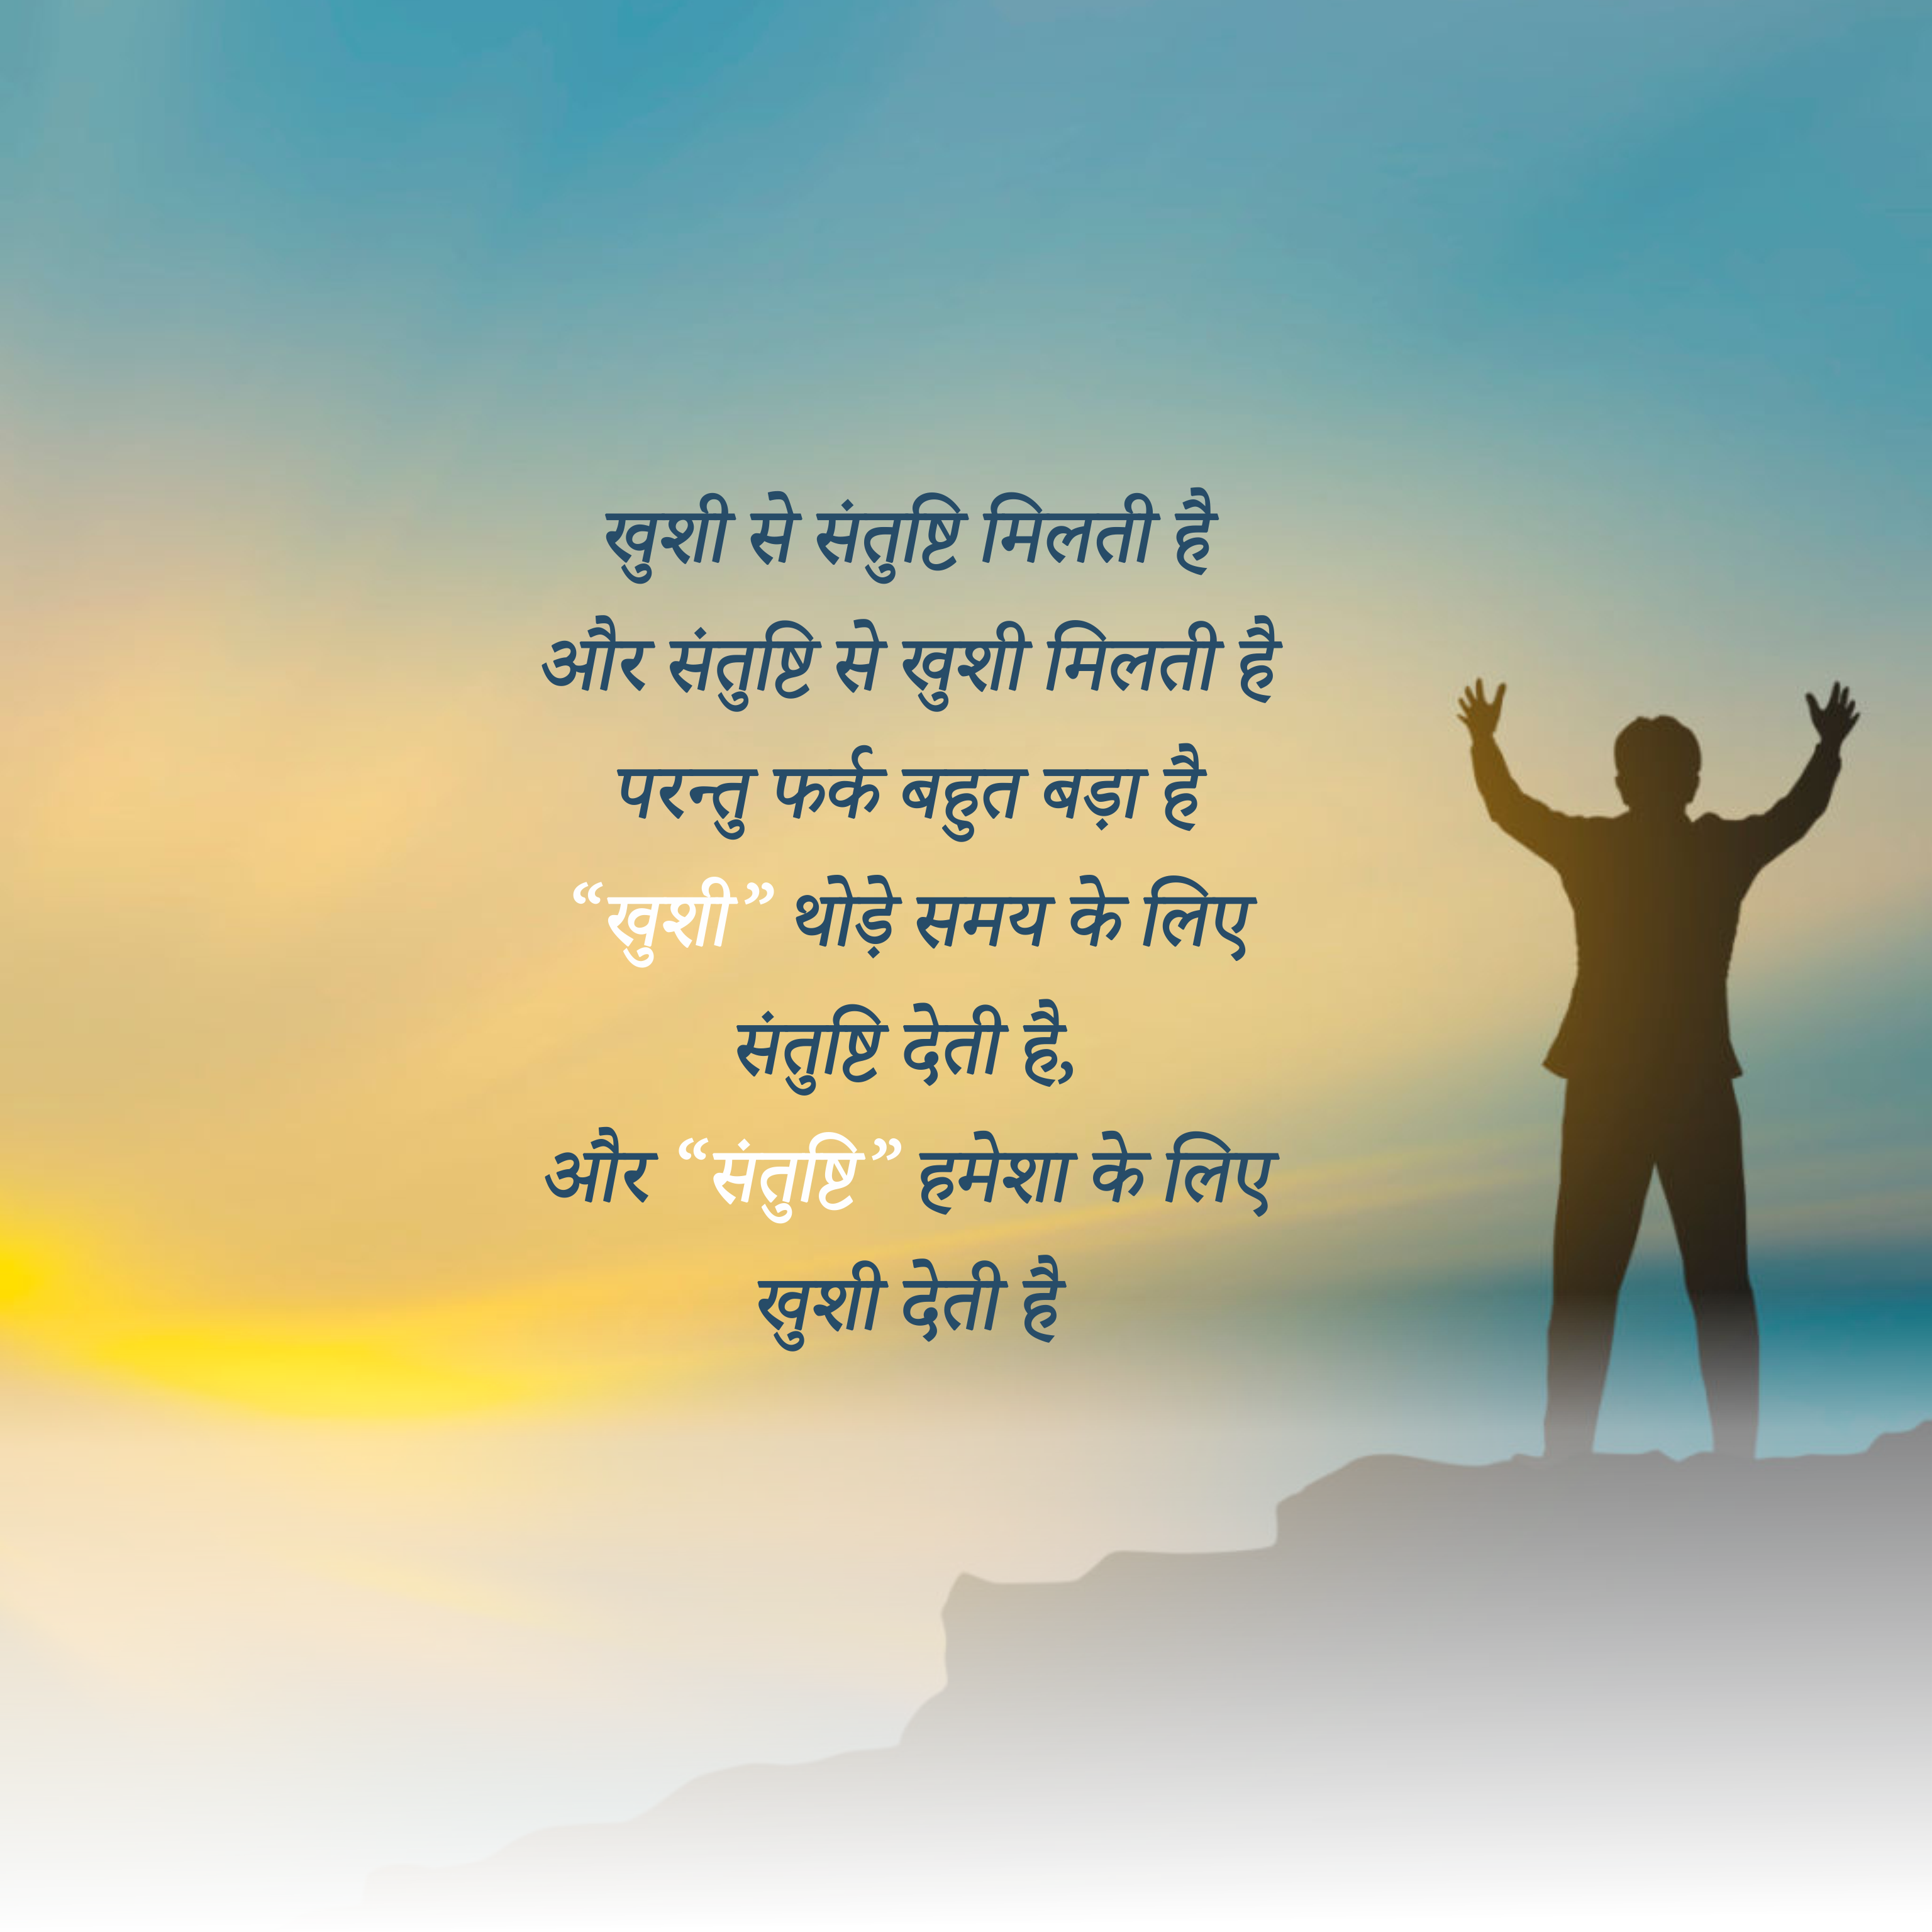 खुशी से संतुष्टि मिलती है
और संतुष्टि से खुशी मिलती है
परन्तु फर्क बहुत बड़ा है
“खुशी” थोड़े समय के लिए
संतुष्टि देती है,
और “संतुष्टि” हमेशा के लिए
खुशी देती है